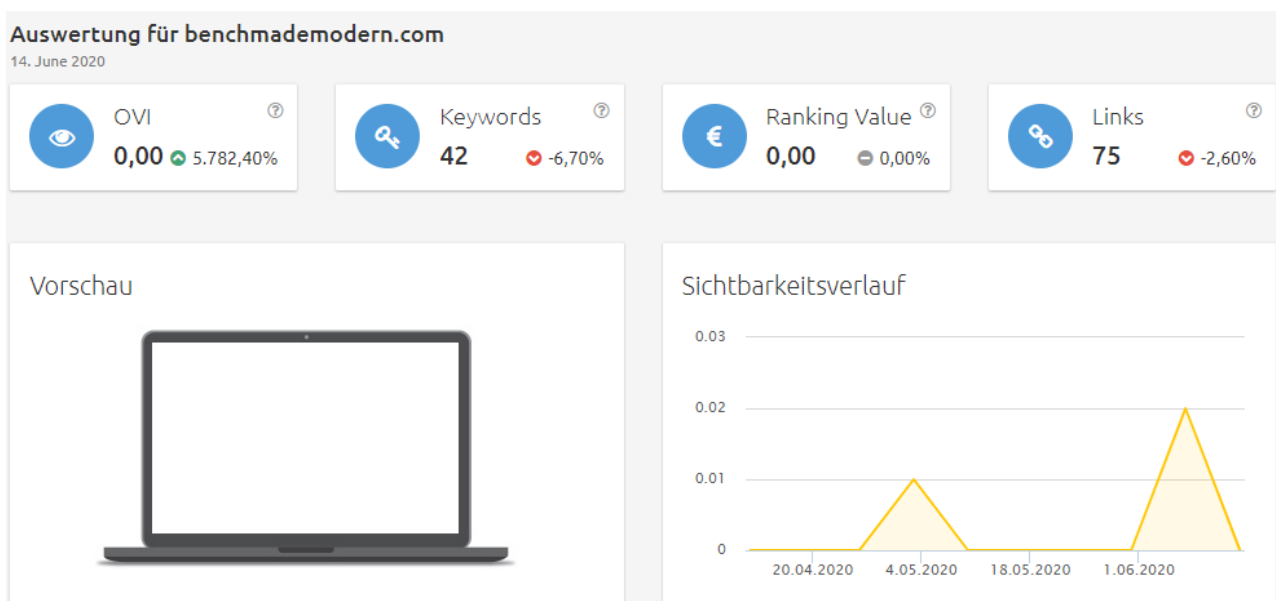 Auswertung für benchmademodern.com
14. June 2020
OVI
0,00 5.782,40%
Keywords
42 -6,70%
Ranking Value
0,00 0,00%
Links
75 -2,60%
Vorschau
Sichtbarkeitsverlauf
0.03
0.02
0.01
0
20.04.2020 4.05.2020 18.05.2020 1.06.2020